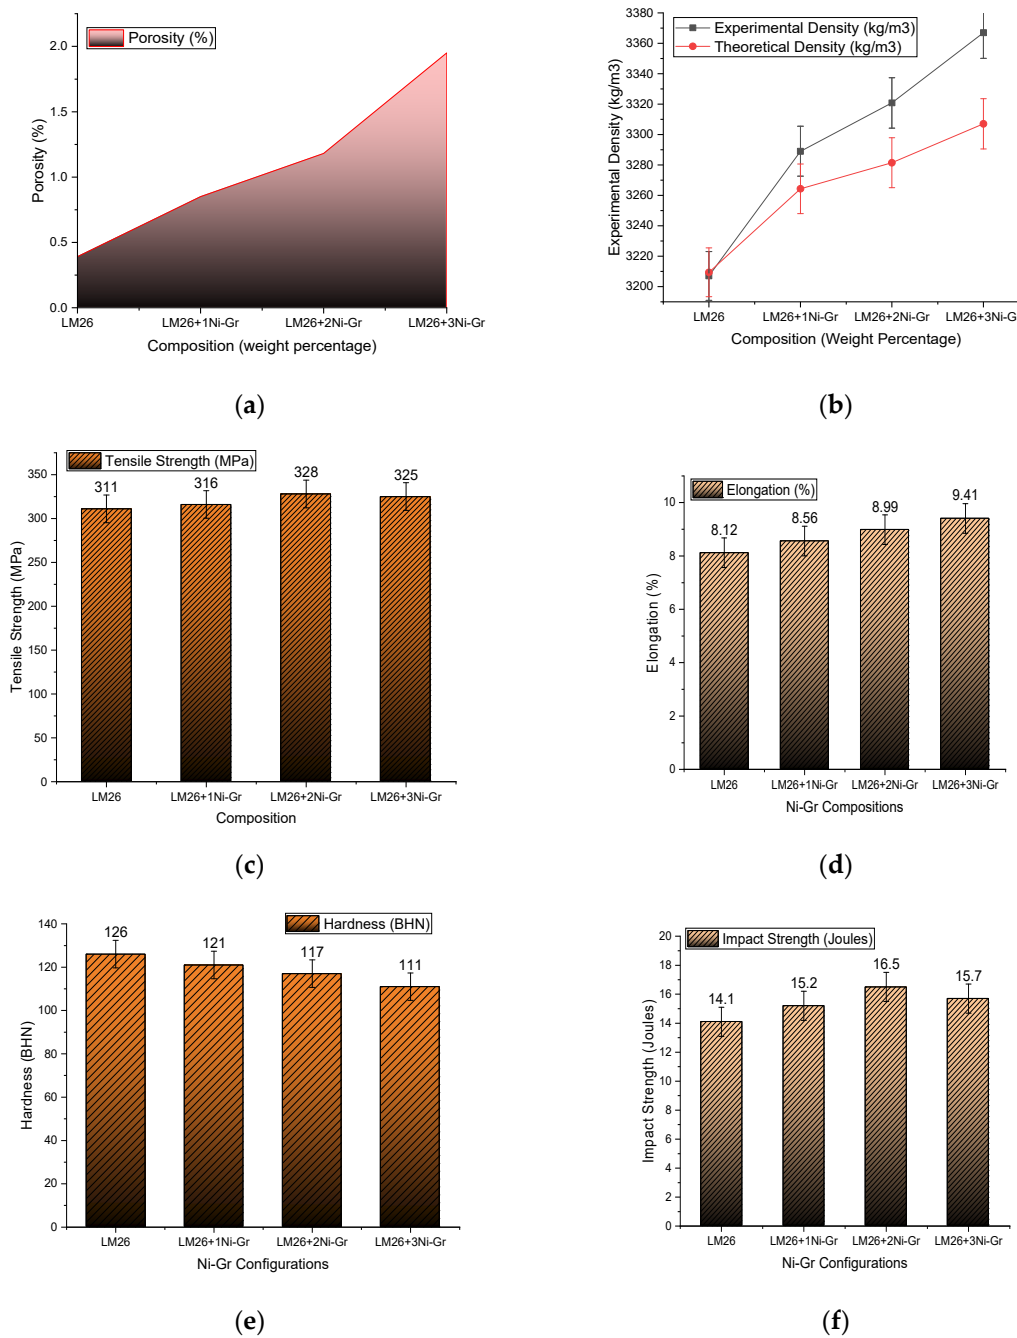 Porosity (%)
2.0
1.5
1.0
0.5
0.0
Porosity (%)
LM26
LM26+1Ni-Gr
LM26+2Ni-Gr
LM26+3Ni-Gr
Composition (weight percentage)
(a)
Experimental Density (kg/m3)
Theoretical Density (kg/m3)
3380
3360
3340
3320
3300
3280
3260
3240
3220
3200
Experimental Density (kg/m3)
LM26
LM26+1Ni-Gr
LM26+2Ni-Gr
LM26+3Ni-G
Composition (Weight Percentage)
(b)
Tensile Strength (MPa)
350
300
250
200
150
100
50
0
Tensile Strength (MPa)
311
316
328
325
LM26
LM26+1Ni-Gr
LM26+2Ni-Gr
LM26+3Ni-Gr
Composition
(c)
Elongation (%)
10
8
6
4
2
0
Elongation (%)
8.12
8.56
8.99
9.41
LM26
LM26+1Ni-Gr
LM26+2Ni-Gr
LM26+3Ni-Gr
Ni-Gr Compositions
(d)
Hardness (BHN)
140
120
100
80
60
40
20
0
Hardness (BHN)
126
121
117
111
LM26
LM26+1Ni-Gr
LM26+2Ni-Gr
LM26+3Ni-Gr
Ni-Gr Configurations
(e)
Impact Strength (Joules)
20
18
16
14
12
10
8
6
4
2
0
Impact Strength (Joules)
14.1
15.2
16.5
15.7
LM26
LM26+1Ni-Gr
LM26+2Ni-Gr
LM26+3Ni-Gr
Ni-Gr Configurations
(f)